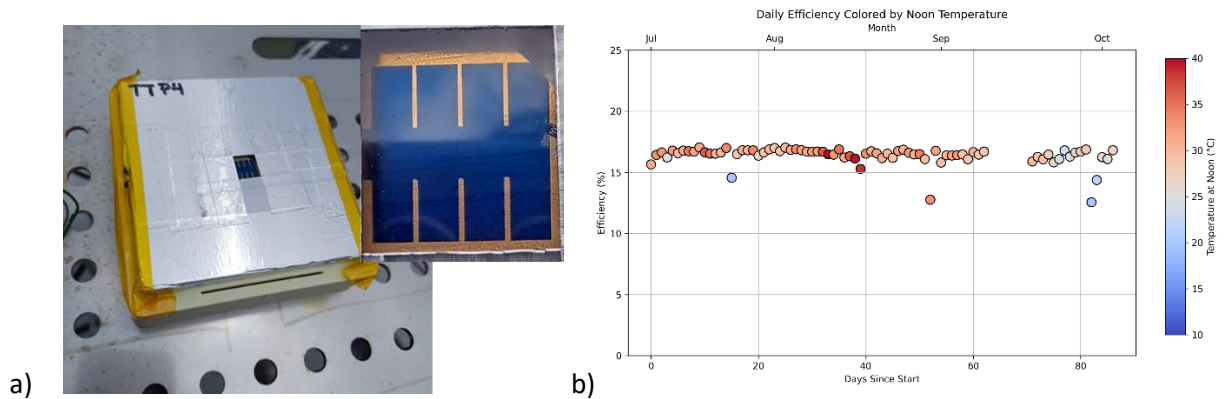 TTP4
a)
Daily Efficiency Colored by Noon Temperature
Month
Jul Aug Sep Oct
25
20
15
10
5
0
Efficiency (%)
0 20 40 60 80
Days Since Start
40
35
30
25
20
15
10
Temperature at Noon (°C)
b)